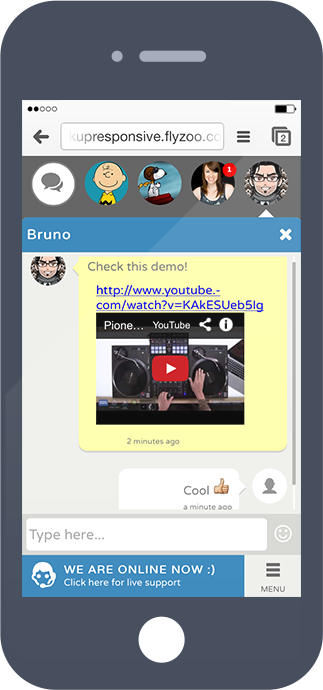 kupresponsive.flyzoo.co
2
1
Bruno
Check this demo!
http://www.youtube.-
com/watch?v=KAkESUeb5Ig
Pione... YouTube
2 minutes ago
Cool
a minute ago
Type here...
WE ARE ONLINE NOW :)
Click here for live support
MENU